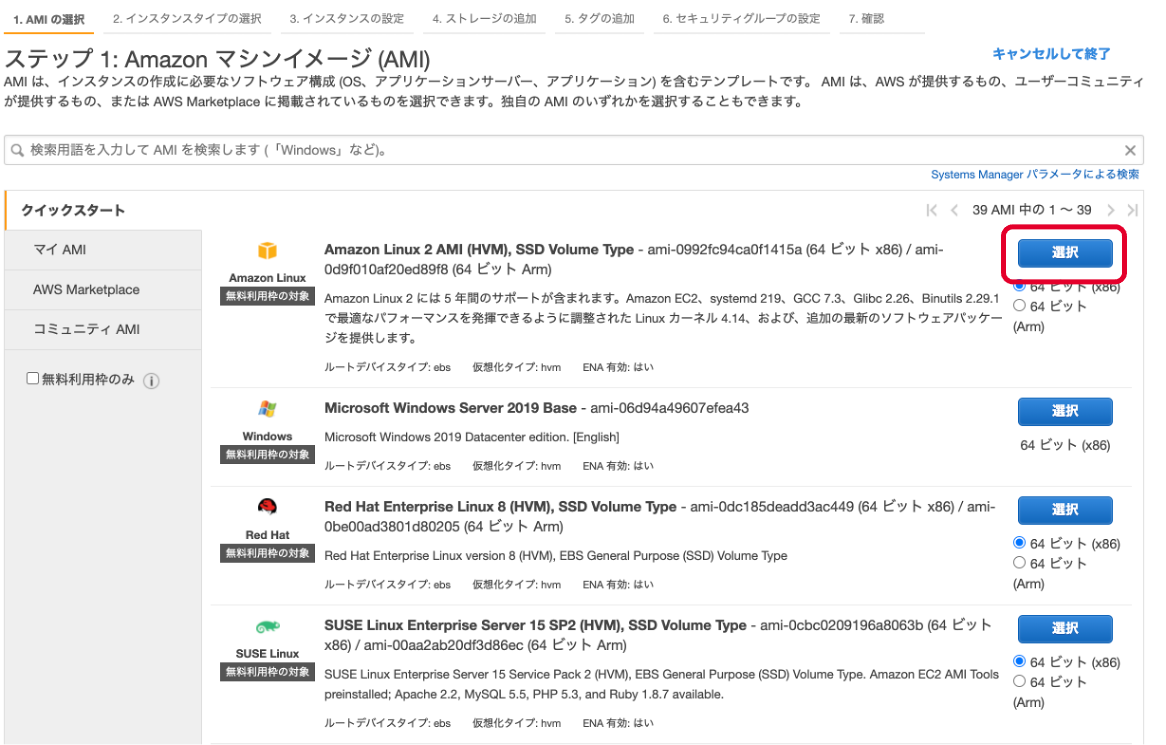 1. AMI の選択 2. インスタンスタイプの選択 3. インスタンスの設定 4. ストレージの追加 5. タグの追加 6. セキュリティグループの設定 7. 確認
ステップ 1: Amazon マシンイメージ (AMI)
キャンセルして終了
AMI は、インスタンスの作成に必要なソフトウェア構成 (OS、アプリケーションサーバー、アプリケーション) を含むテンプレートです。 AMI は、AWS が提供するもの、ユーザーコミュニティ
が提供するもの、または AWS Marketplace に掲載されているものを選択できます。独自の AMI のいずれかを選択することもできます。
検索用語を入力して AMI を検索します (「Windows」など)。
Systems Manager パラメータによる検索
クイックスタート
39 AMI 中の 1 〜 39
マイ AMI
AWS Marketplace
コミュニティ AMI
無料利用枠のみ
Amazon Linux
無料利用枠の対象
Amazon Linux 2 AMI (HVM), SSD Volume Type - ami-0992fc94ca0f1415a (64 ビット x86) / ami-
0d9f010af20ed89f8 (64 ビット Arm)
Amazon Linux 2 には 5 年間のサポートが含まれます。Amazon EC2、systemd 219、GCC 7.3、Glibc 2.26、Binutils 2.29.1
で最適なパフォーマンスを発揮できるように調整された Linux カーネル 4.14、および、追加の最新のソフトウェアパッケー
ジを提供します。
ルートデバイスタイプ: ebs 仮想化タイプ: hvm ENA 有効: はい
選択
64 ビット (x86)
64 ビット
(Arm)
Windows
無料利用枠の対象
Microsoft Windows Server 2019 Base - ami-06d94a49607efea43
Microsoft Windows 2019 Datacenter edition. [English]
ルートデバイスタイプ: ebs 仮想化タイプ: hvm ENA 有効: はい
選択
64 ビット (x86)
Red Hat
無料利用枠の対象
Red Hat Enterprise Linux 8 (HVM), SSD Volume Type - ami-0dc185deadd3ac449 (64 ビット x86) / ami-
0be00ad3801d80205 (64 ビット Arm)
Red Hat Enterprise Linux version 8 (HVM), EBS General Purpose (SSD) Volume Type
ルートデバイスタイプ: ebs 仮想化タイプ: hvm ENA 有効: はい
選択
64 ビット (x86)
64 ビット
(Arm)
SUSE Linux
無料利用枠の対象
SUSE Linux Enterprise Server 15 SP2 (HVM), SSD Volume Type - ami-0cbc0209196a8063b (64 ビット
x86) / ami-00aa2ab20df3d86ec (64 ビット Arm)
SUSE Linux Enterprise Server 15 Service Pack 2 (HVM), EBS General Purpose (SSD) Volume Type. Amazon EC2 AMI Tools
preinstalled; Apache 2.2, MySQL 5.5, PHP 5.3, and Ruby 1.8.7 available.
ルートデバイスタイプ: ebs 仮想化タイプ: hvm ENA 有効: はい
選択
64 ビット (x86)
64 ビット
(Arm)